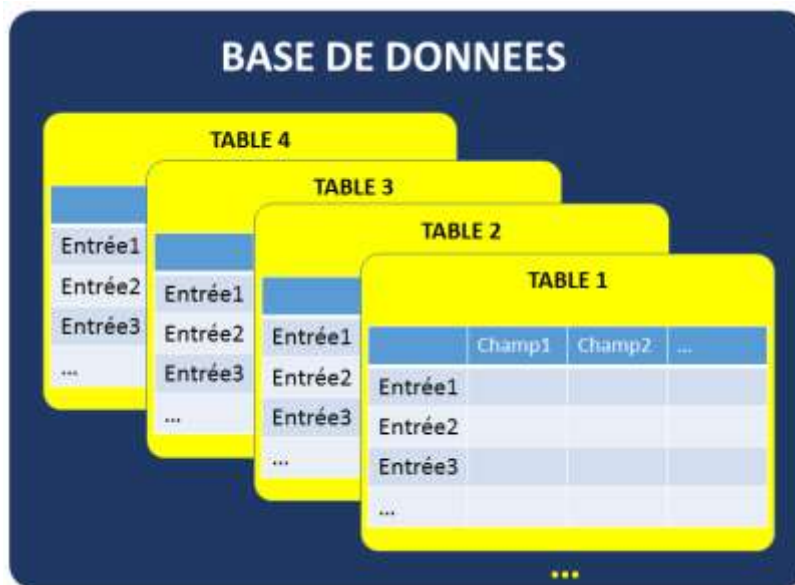 BASE DE DONNEES
TABLE 4
Entrée1
Entrée2
Entrée3
...
TABLE 3
Entrée1
Entrée2
Entrée3
...
TABLE 2
Entrée1
Entrée2
Entrée3
...
TABLE 1
Champ1 Champ2 ...
Entrée1
Entrée2
Entrée3
...
...